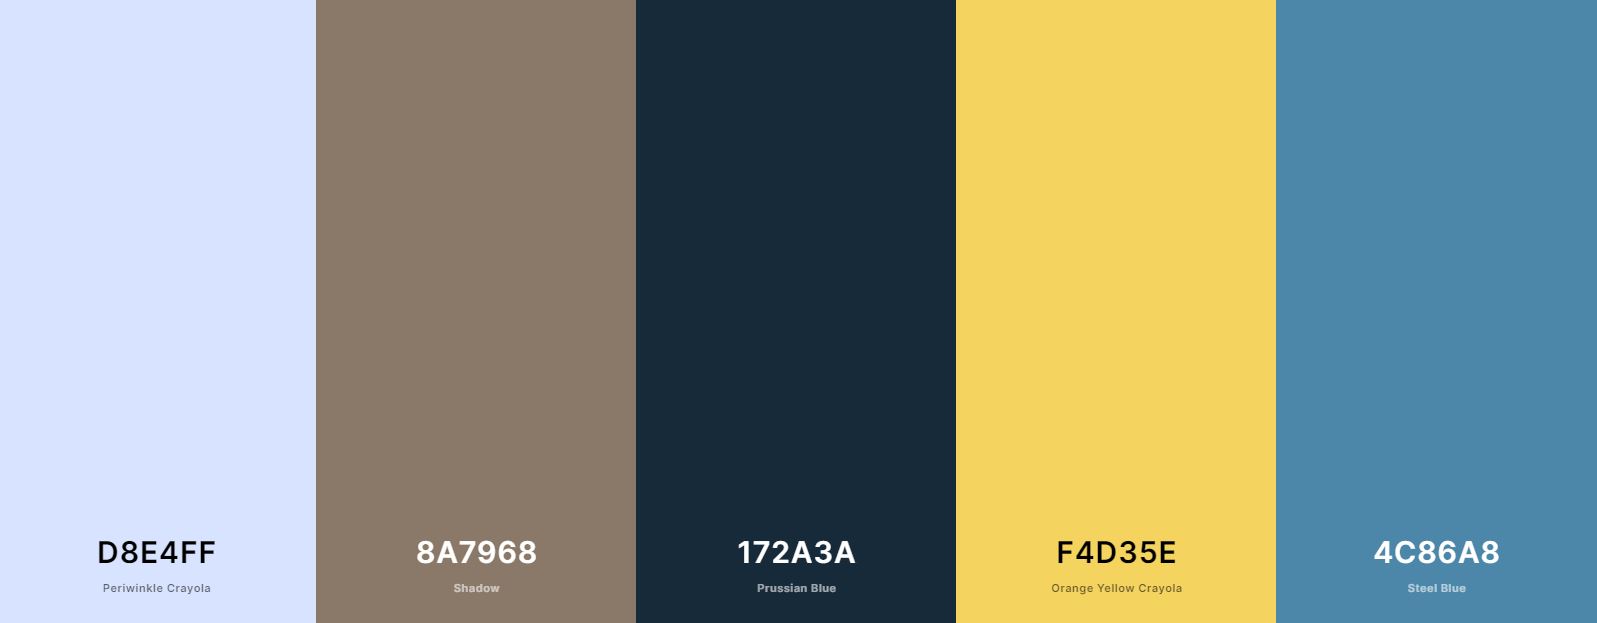 D8E4FF
Periwinkle Crayola
8A7968
Shadow
172A3A
Prussian Blue
F4D35E
Orange Yellow Crayola
4C86A8
Steel Blue